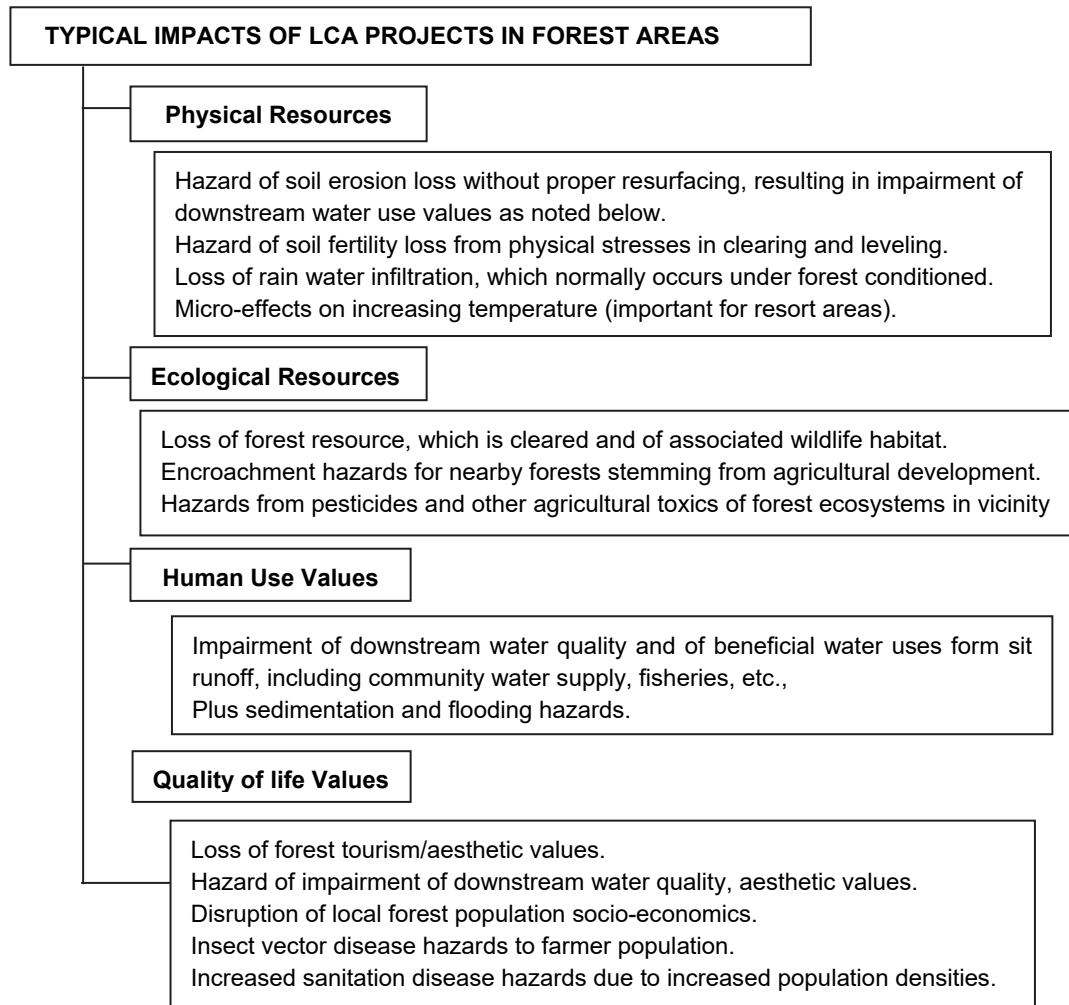 TYPICAL IMPACTS OF LCA PROJECTS IN FOREST AREAS
Physical Resources
Hazard of soil erosion loss without proper resurfacing, resulting in impairment of
downstream water use values as noted below.
Hazard of soil fertility loss from physical stresses in clearing and leveling.
Loss of rain water infiltration, which normally occurs under forest conditioned.
Micro-effects on increasing temperature (important for resort areas).
Ecological Resources
Loss of forest resource, which is cleared and of associated wildlife habitat.
Encroachment hazards for nearby forests stemming from agricultural development.
Hazards from pesticides and other agricultural toxics of forest ecosystems in vicinity
Human Use Values
Impairment of downstream water quality and of beneficial water uses form sit
runoff, including community water supply, fisheries, etc.,
Plus sedimentation and flooding hazards.
Quality of life Values
Loss of forest tourism/aesthetic values.
Hazard of impairment of downstream water quality, aesthetic values.
Disruption of local forest population socio-economics.
Insect vector disease hazards to farmer population.
Increased sanitation disease hazards due to increased population densities.